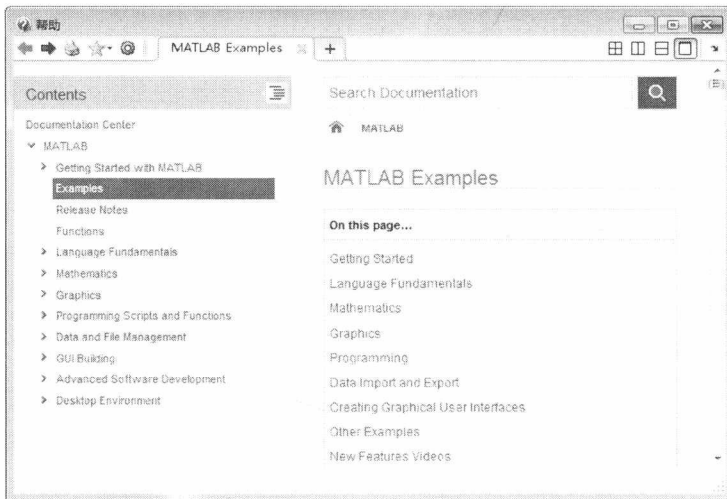 帮助
MATLAB Examples
Contents
Documentation Center
MATLAB
Getting Started with MATLAB
Examples
Release Notes
Functions
Language Fundamentals
Mathematics
Graphics
Programming Scripts and Functions
Data and File Management
GUI Building
Advanced Software Development
Desktop Environment
Search Documentation
MATLAB
MATLAB Examples
On this page...
Getting Started
Language Fundamentals
Mathematics
Graphics
Programming
Data Import and Export
Creating Graphical User Interfaces
Other Examples
New Features Videos